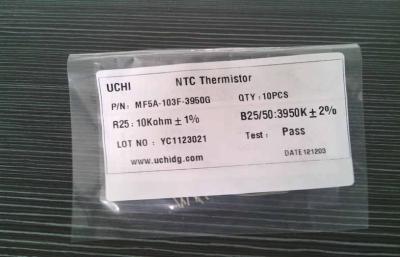 UCHI NTC Thermistor
P/N: MF5A-103F-3950G QTY: 10PCS
R25: 10Kohm ± 1% B25/50: 3950K ± 2%
LOT NO: YC1123021 Test: Pass
www.uchidg.com
DATE 121203